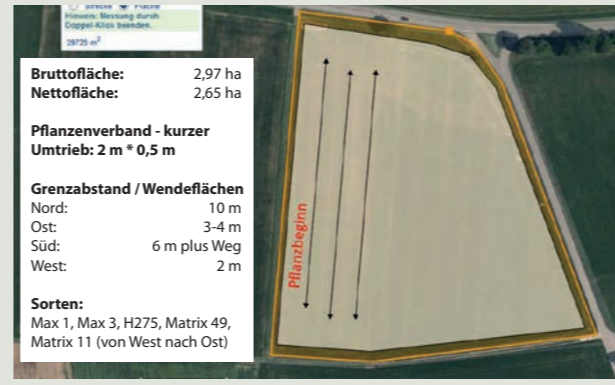 Strecke Fläche
Hinweis: Messung durch
Doppel-Klick beenden.
29725 m²
Bruttofläche: 2,97 ha
Nettofläche: 2,65 ha
Pflanzenverband - kurzer
Umtrieb: 2 m * 0,5 m
Grenzabstand / Wendeflächen
Nord: 10 m
Ost: 3-4 m
Süd: 6 m plus Weg
West: 2 m
Sorten:
Max 1, Max 3, H275, Matrix 49,
Matrix 11 (von West nach Ost)
Pflanzbeginn